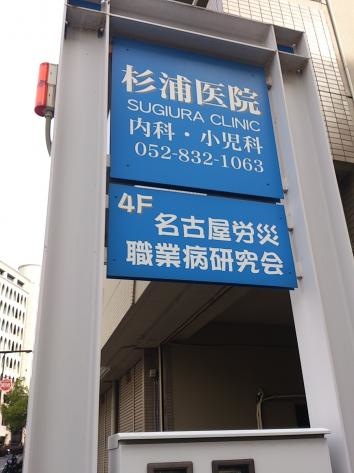 杉浦医院
SUGIURA CLINIC
内科・小児科
052-832-1063
4F
名古屋労災
職業病研究会